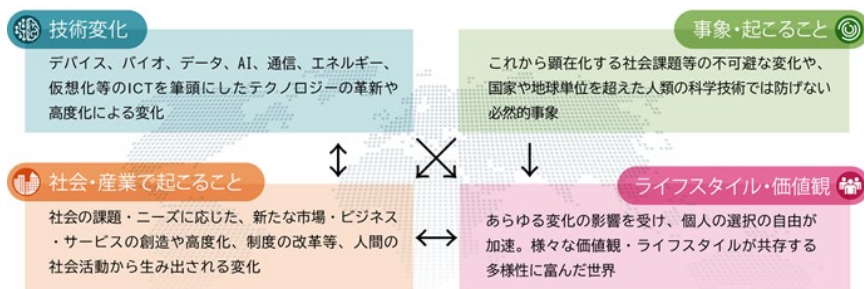 技術変化
デバイス、バイオ、データ、AI、通信、エネルギー、
仮想化等のICTを筆頭にしたテクノロジーの革新や
高度化による変化
事象・起こること
これから顕在化する社会課題等の不可避な変化や、
国家や地球単位を超えた人類の科学技術では防げない
必然的事象
社会・産業で起こること
社会の課題・ニーズに応じた、新たな市場・ビジネス
・サービスの創造や高度化、制度の改革等、人間の
社会活動から生み出される変化
ライフスタイル・価値観
あらゆる変化の影響を受け、個人の選択の自由が
加速。様々な価値観・ライフスタイルが共存する
多様性に富んだ世界